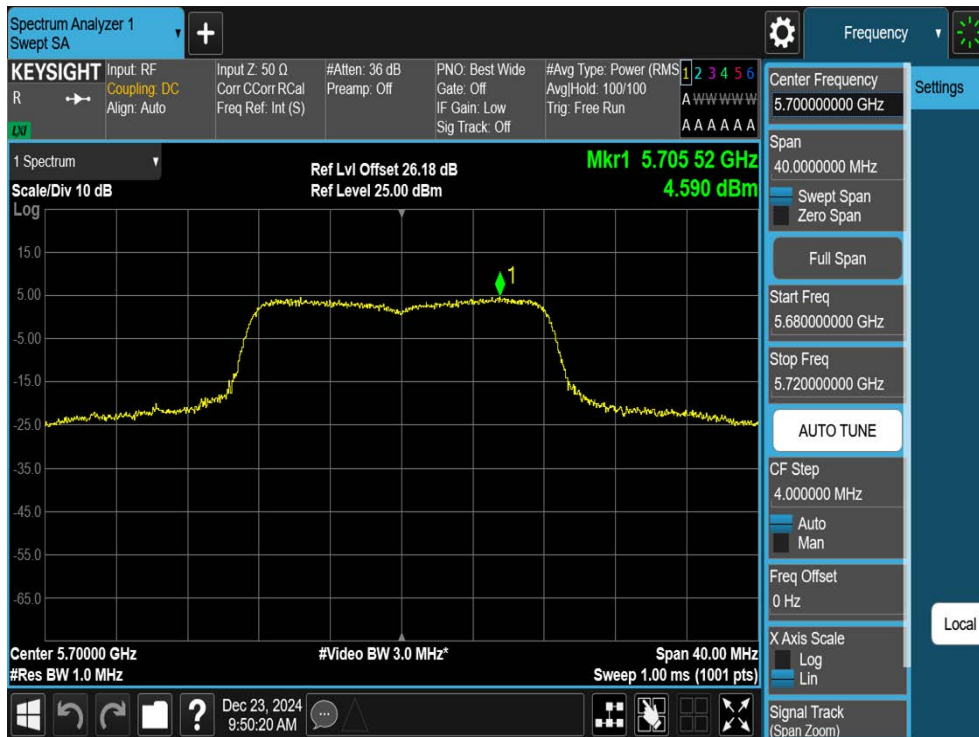 Spectrum Analyzer 1
Swept SA
+
Frequency
KEYSIGHT
R
LXI
Input: RF
Coupling: DC
Align: Auto
Input Z: 50 Ω
Corr CCorr RCal
Freq Ref: Int (S)
#Atten: 36 dB
Preamp: Off
PNO: Best Wide
Gate: Off
IF Gain: Low
Sig Track: Off
#Avg Type: Power (RMS
Avg|Hold: 100/100
Trig: Free Run
1 2 3 4 5 6
A W W W W W
A A A A A A
1 Spectrum
Scale/Div 10 dB
Log
Ref Lvl Offset 26.18 dB
Ref Level 25.00 dBm
Mkr1 5.705 52 GHz
4.590 dBm
15.0
5.00
-5.00
-15.0
-25.0
-35.0
-45.0
-55.0
-65.0
1
Center 5.70000 GHz
#Res BW 1.0 MHz
#Video BW 3.0 MHz*
Span 40.00 MHz
Sweep 1.00 ms (1001 pts)
Center Frequency
5.700000000 GHz
Span
40.0000000 MHz
Swept Span
Zero Span
Full Span
Start Freq
5.680000000 GHz
Stop Freq
5.720000000 GHz
AUTO TUNE
CF Step
4.000000 MHz
Auto
Man
Freq Offset
0 Hz
X Axis Scale
Log
Lin
Signal Track
(Span Zoom)
Settings
Local
?
Dec 23, 2024
9:50:20 AM